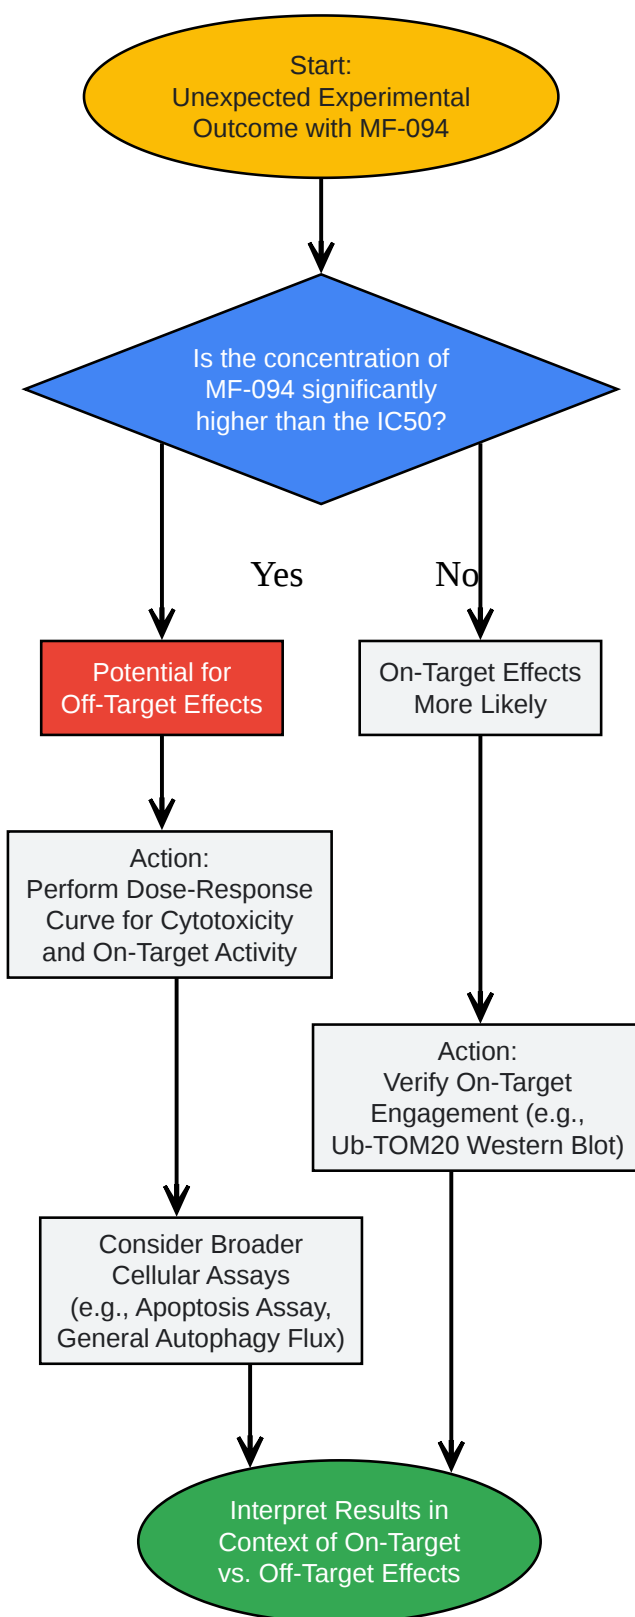 Start:
Unexpected Experimental
Outcome with MF-094
Is the concentration of
MF-094 significantly
higher than the IC50?
Yes
No
Potential for
Off-Target Effects
On-Target Effects
More Likely
Action:
Perform Dose-Response
Curve for Cytotoxicity
and On-Target Activity
Action:
Verify On-Target
Engagement (e.g.,
Ub-TOM20 Western Blot)
Consider Broader
Cellular Assays
(e.g., Apoptosis Assay,
General Autophagy Flux)
Interpret Results in
Context of On-Target
vs. Off-Target Effects